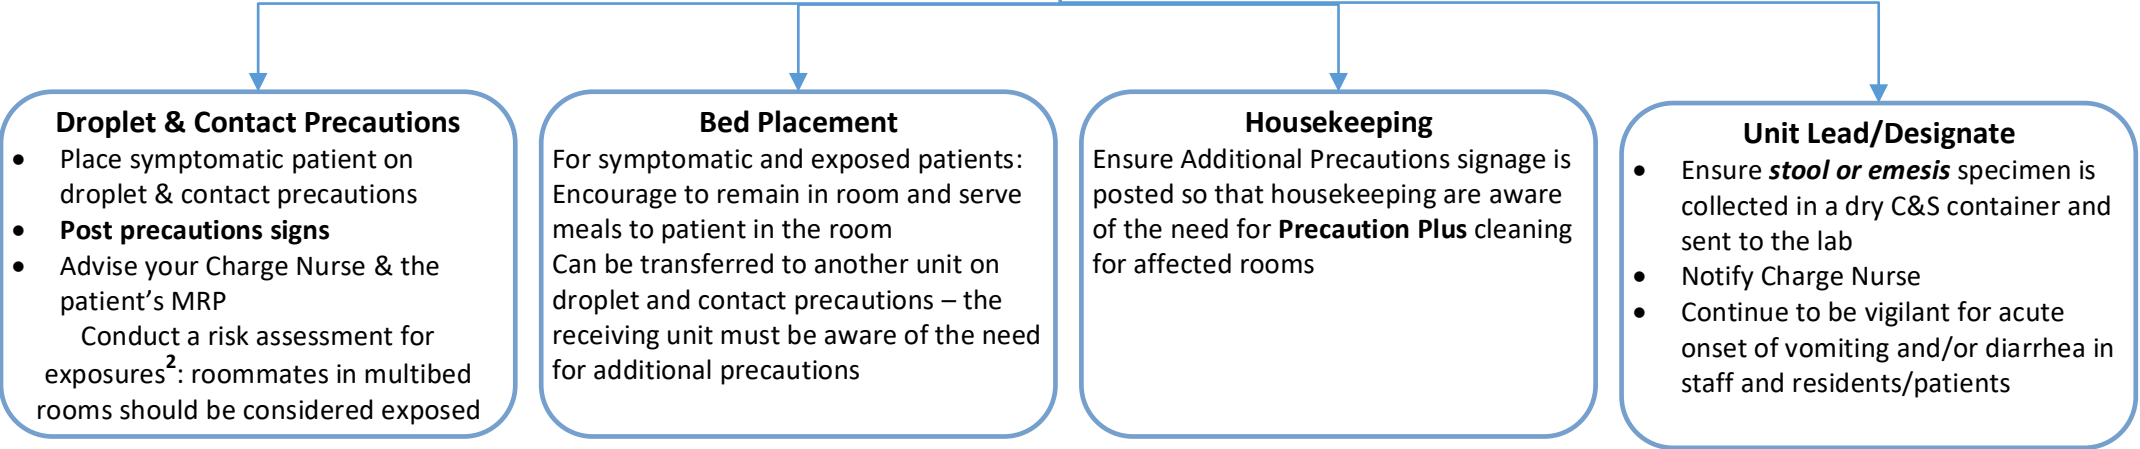 Droplet & Contact Precautions
• Place symptomatic patient on
droplet & contact precautions
• Post precautions signs
• Advise your Charge Nurse & the
patient’s MRP
Conduct a risk assessment for
exposures²: roommates in multibed
rooms should be considered exposed
Bed Placement
For symptomatic and exposed patients:
Encourage to remain in room and serve
meals to patient in the room
Can be transferred to another unit on
droplet and contact precautions – the
receiving unit must be aware of the need
for additional precautions
Housekeeping
Ensure Additional Precautions signage is
posted so that housekeeping are aware
of the need for Precaution Plus cleaning
for affected rooms
Unit Lead/Designate
• Ensure stool or emesis specimen is
collected in a dry C&S container and
sent to the lab
• Notify Charge Nurse
• Continue to be vigilant for acute
onset of vomiting and/or diarrhea in
staff and residents/patients